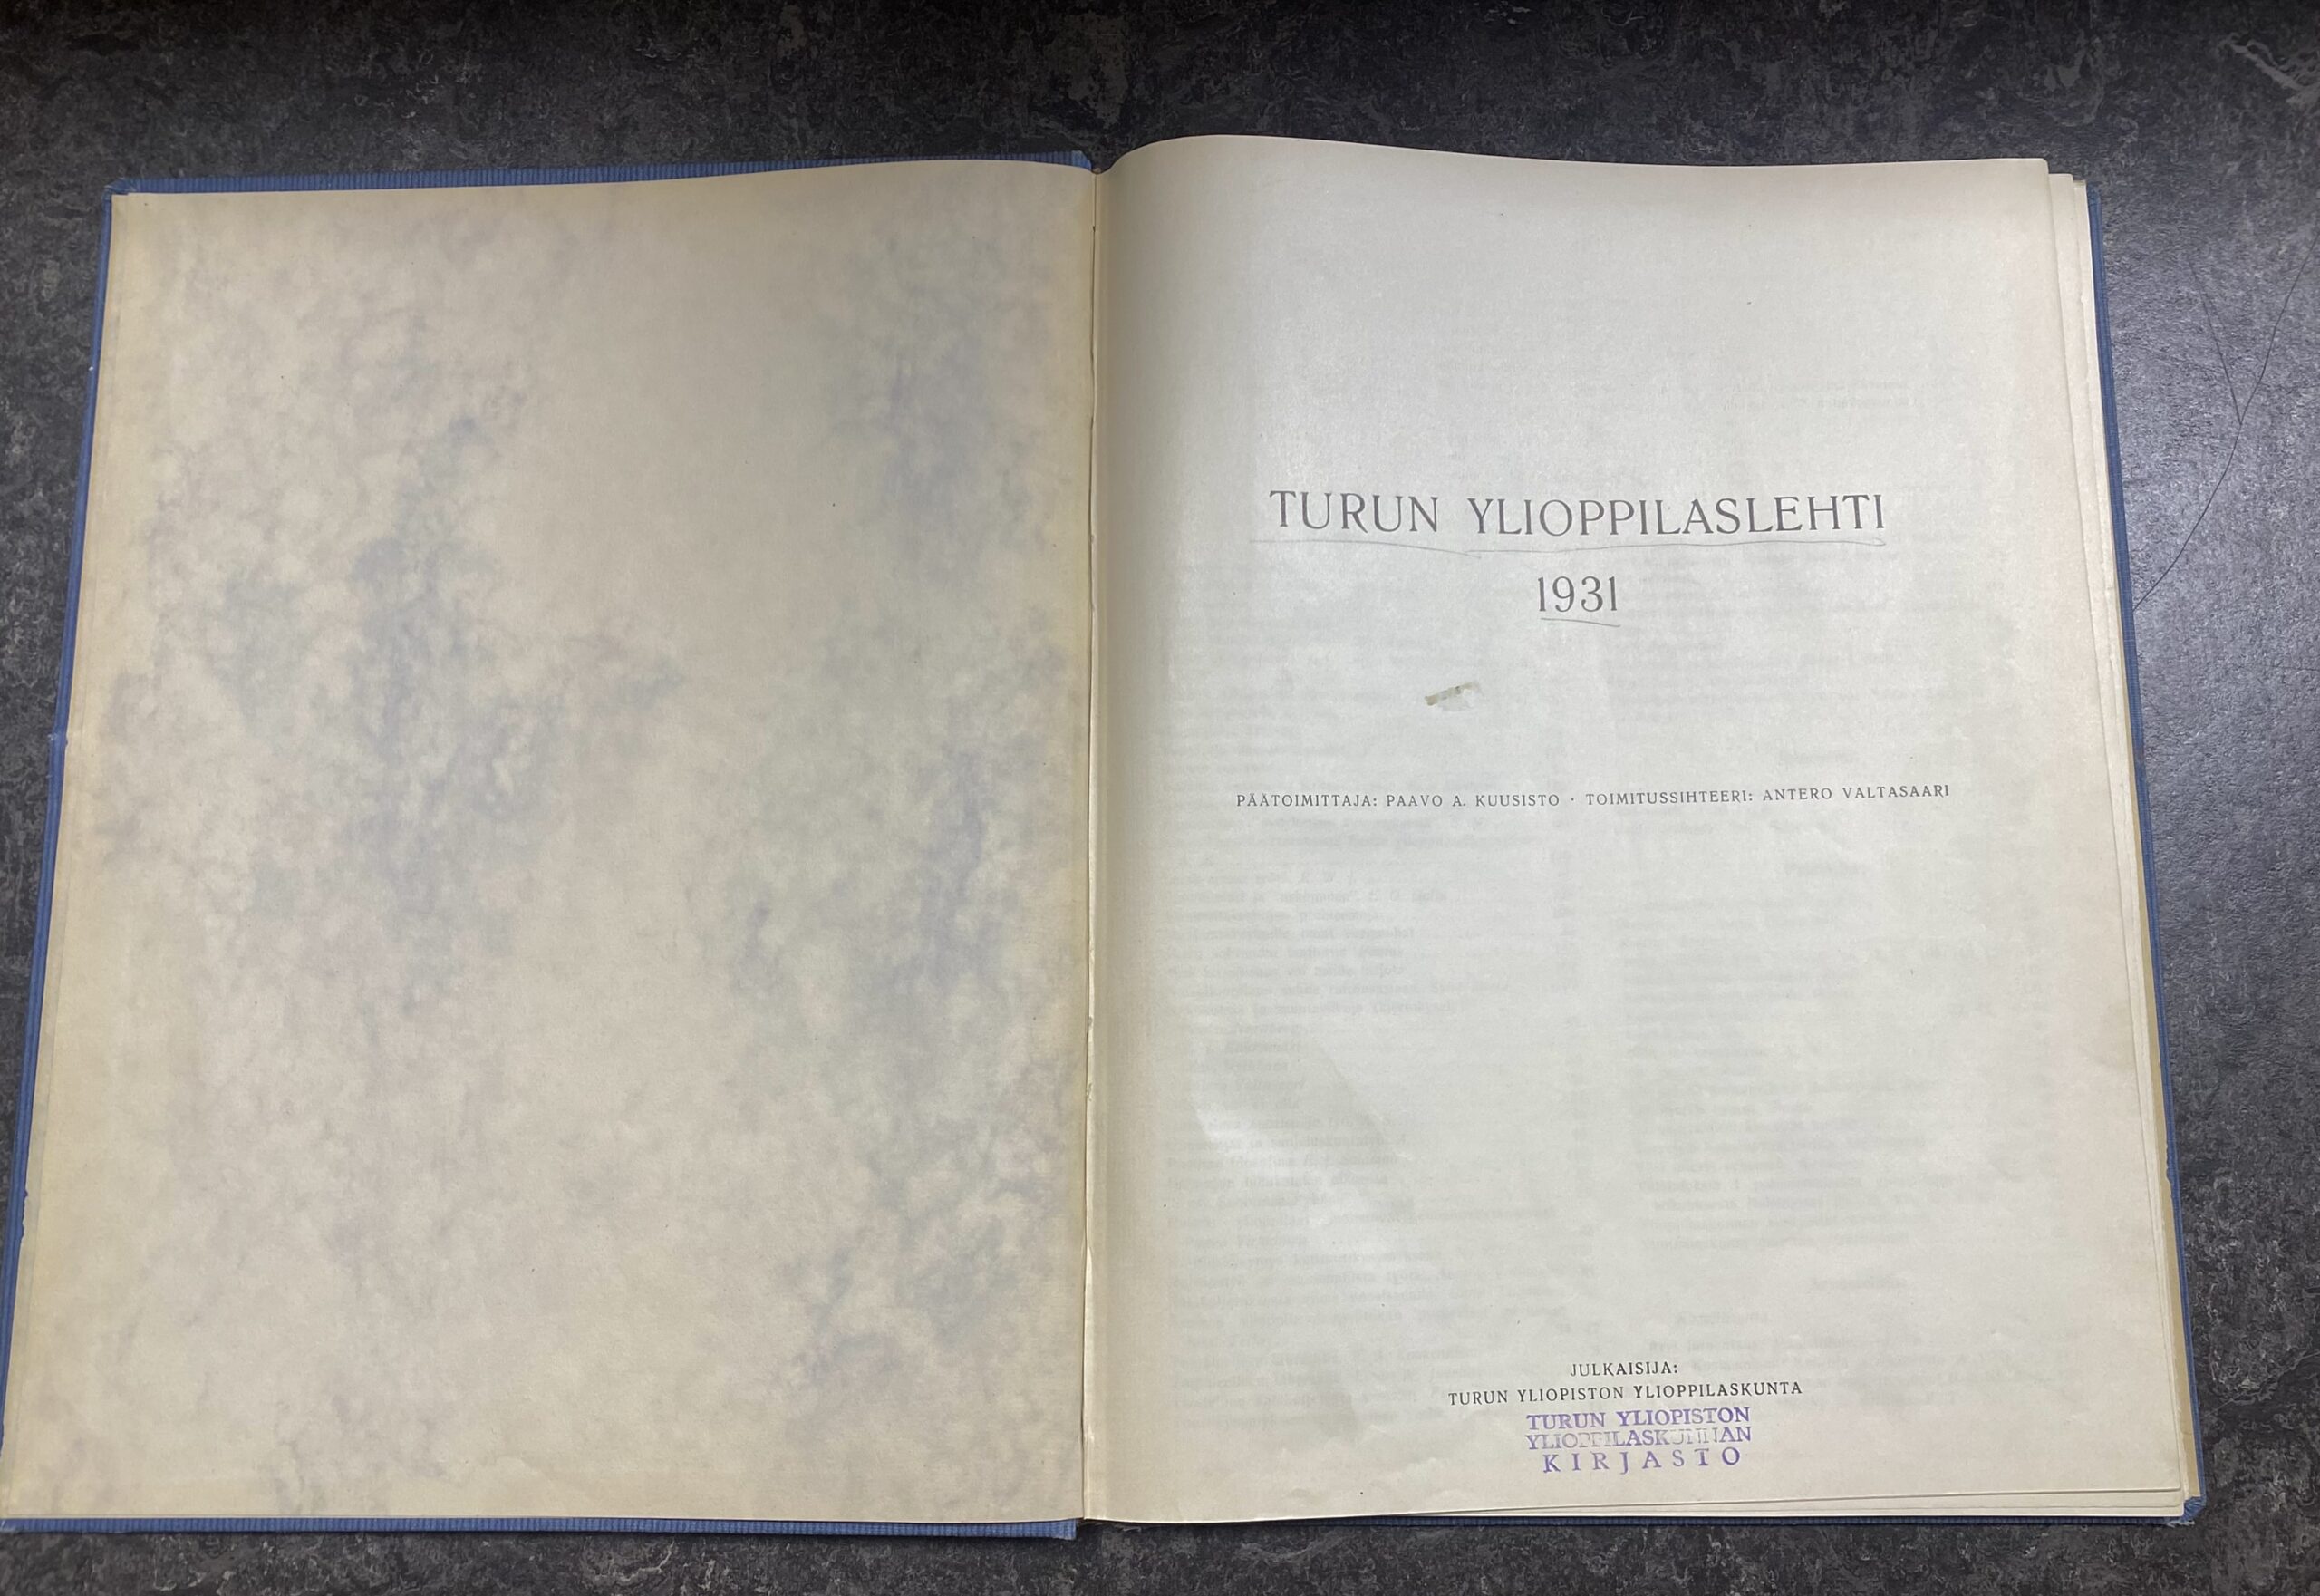 TURUN YLIOPPILASLEHTI
1931
PÄÄTOIMITTAJA: PAAVO A. KUUSISTO · TOIMITUSSIHTEERI: ANTERO VALTASAARI
JULKAISIJA:
TURUN YLIOPISTON YLIOPPILASKUNTA
TURUN YLIOPISTON
YLIOPPILASKUNNAN
KIRJASTO